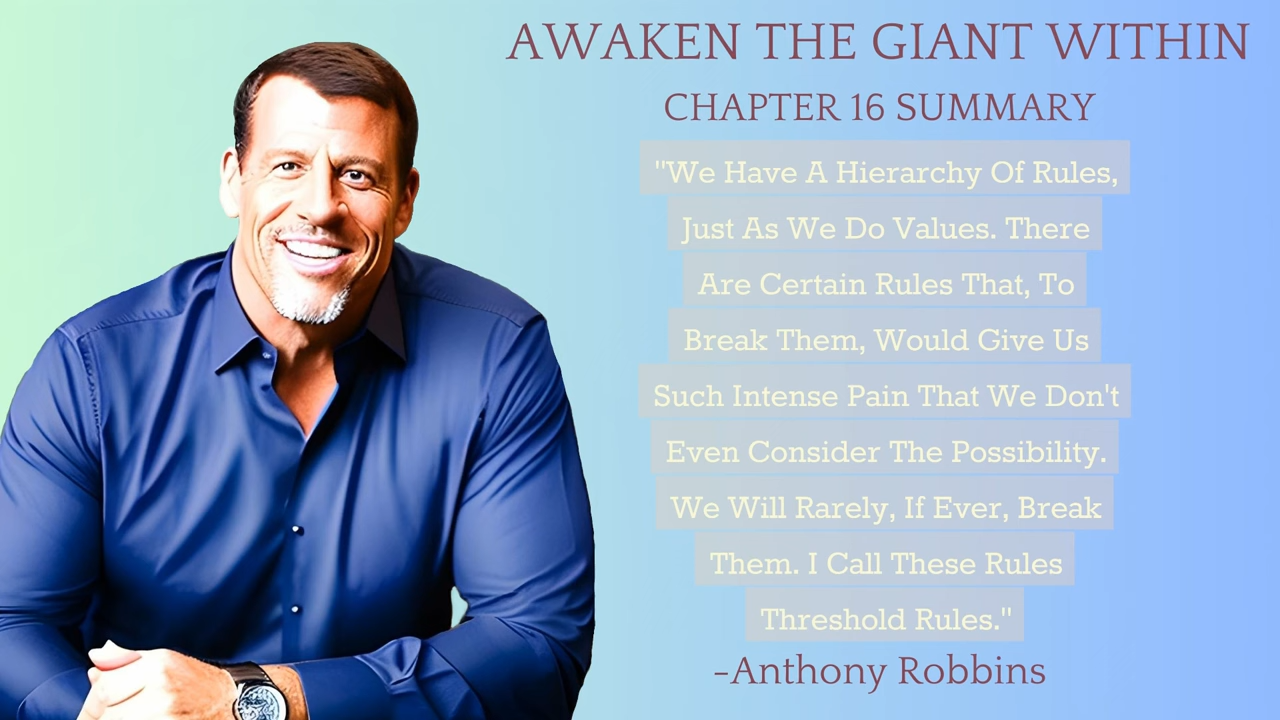 AWAKEN THE GIANT WITHIN
CHAPTER 16 SUMMARY
"We Have A Hierarchy Of Rules,
Just As We Do Values. There
Are Certain Rules That, To
Break Them, Would Give Us
Such Intense Pain That We Don't
Even Consider The Possibility.
We Will Rarely, If Ever, Break
Them. I Call These Rules
Threshold Rules."
–Anthony Robbins